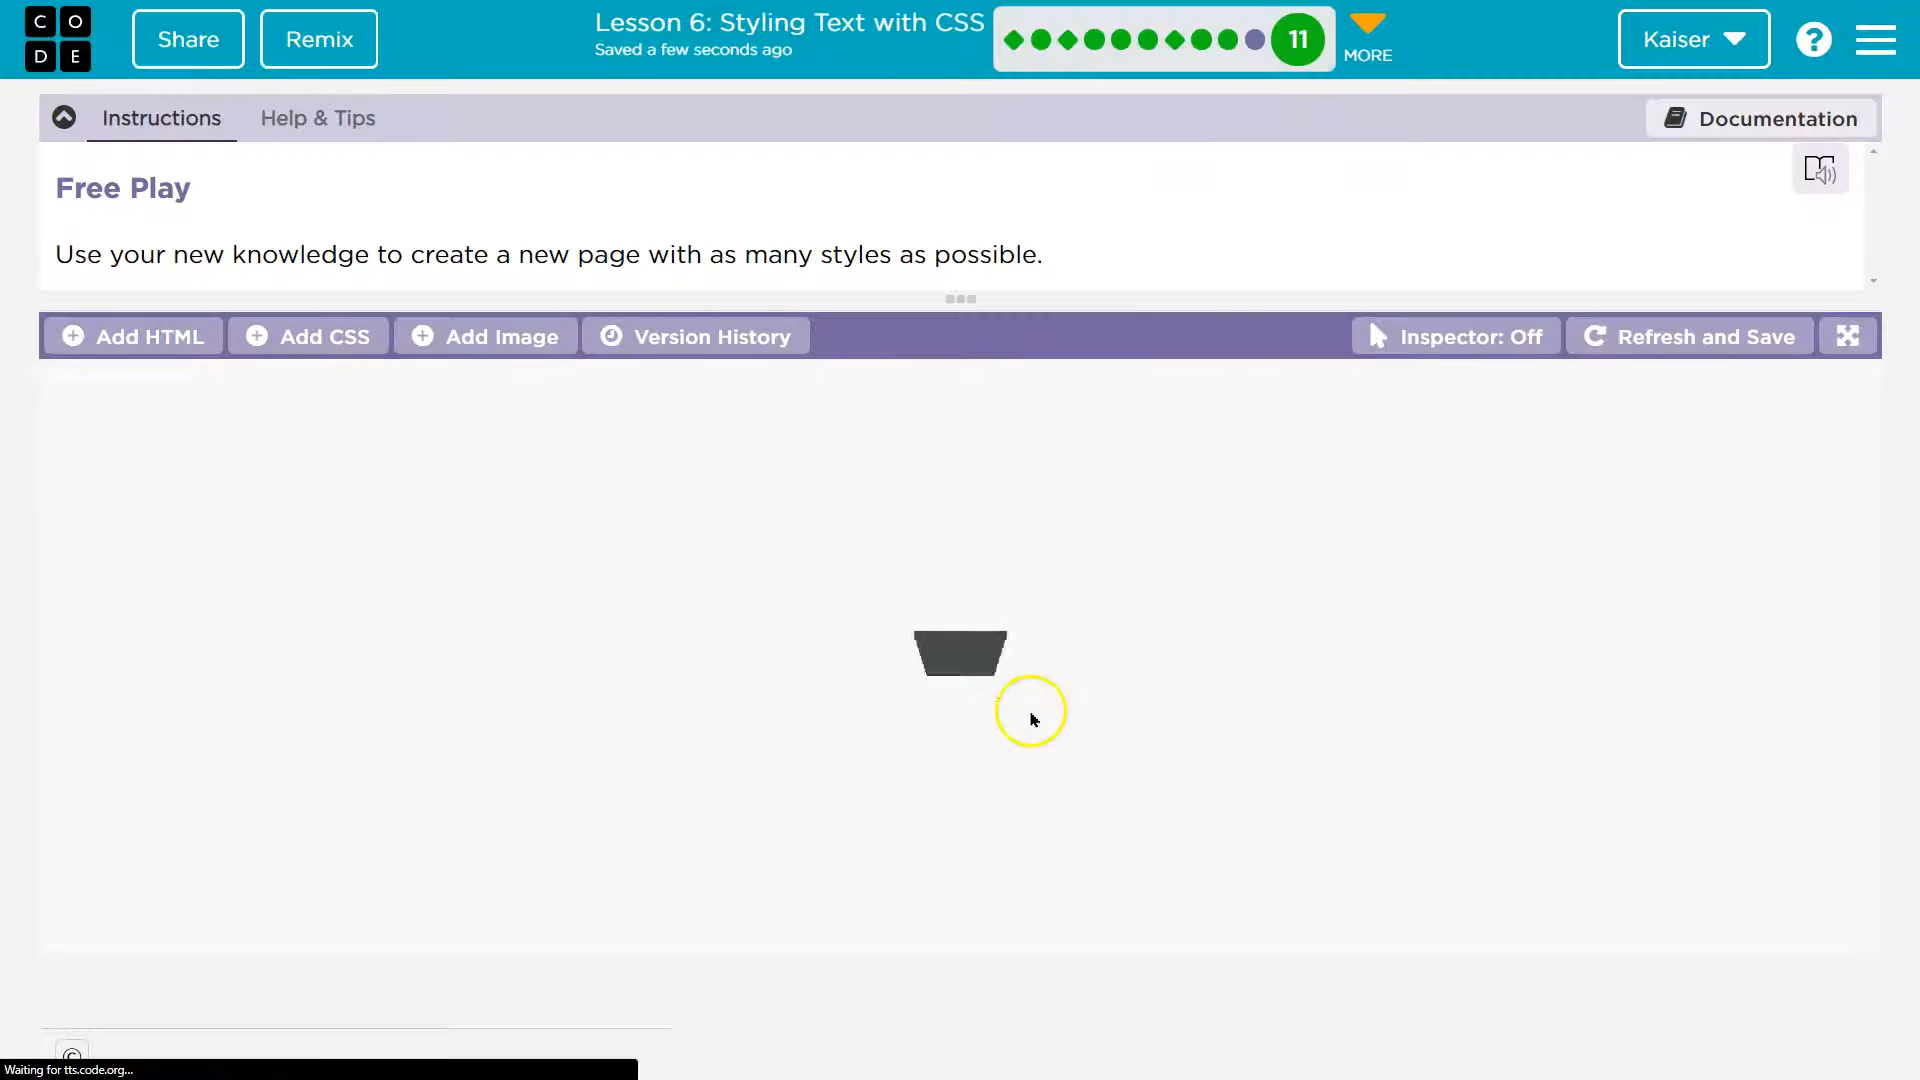 C O
D E
Share
Remix
Lesson 6: Styling Text with CSS
Saved a few seconds ago
11
MORE
Kaiser
?
Instructions
Help & Tips
Documentation
Free Play
Use your new knowledge to create a new page with as many styles as possible.
Add HTML
Add CSS
Add Image
Version History
Inspector: Off
Refresh and Save
©
Waiting for tts.code.org...